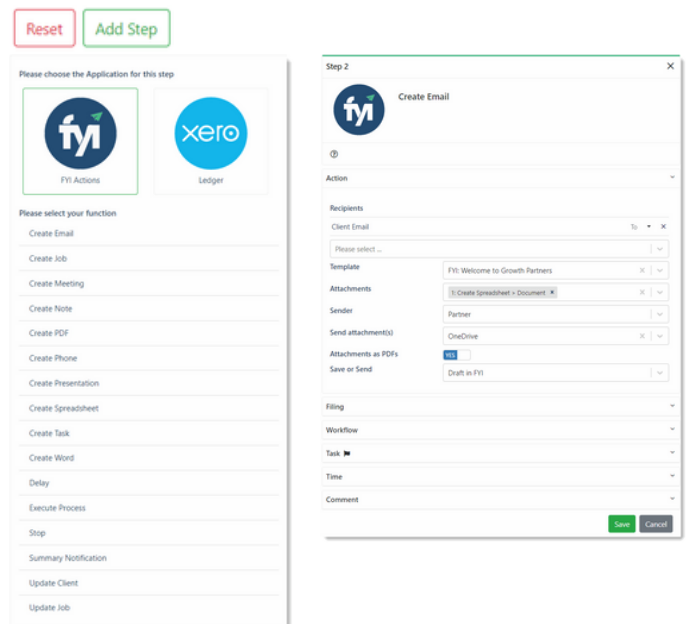 Reset
Add Step
Please choose the Application for this step
fyi
xero
FYI Actions
Ledger
Please select your function
Create Email
Create Job
Create Meeting
Create Note
Create PDF
Create Phone
Create Presentation
Create Spreadsheet
Create Task
Create Word
Delay
Execute Process
Stop
Summary Notification
Update Client
Update Job
Step 2
fyi
Create Email
Action
Recipients
Client Email To
Please select ...
Template FYI: Welcome to Growth Partners
Attachments 1: Create Spreadsheet + Document
Sender Partner
Send attachment(s) OneDrive
Attachments as PDFs YES
Save or Send Draft in FYI
Filing
Workflow
Task
Time
Comment
Save Cancel